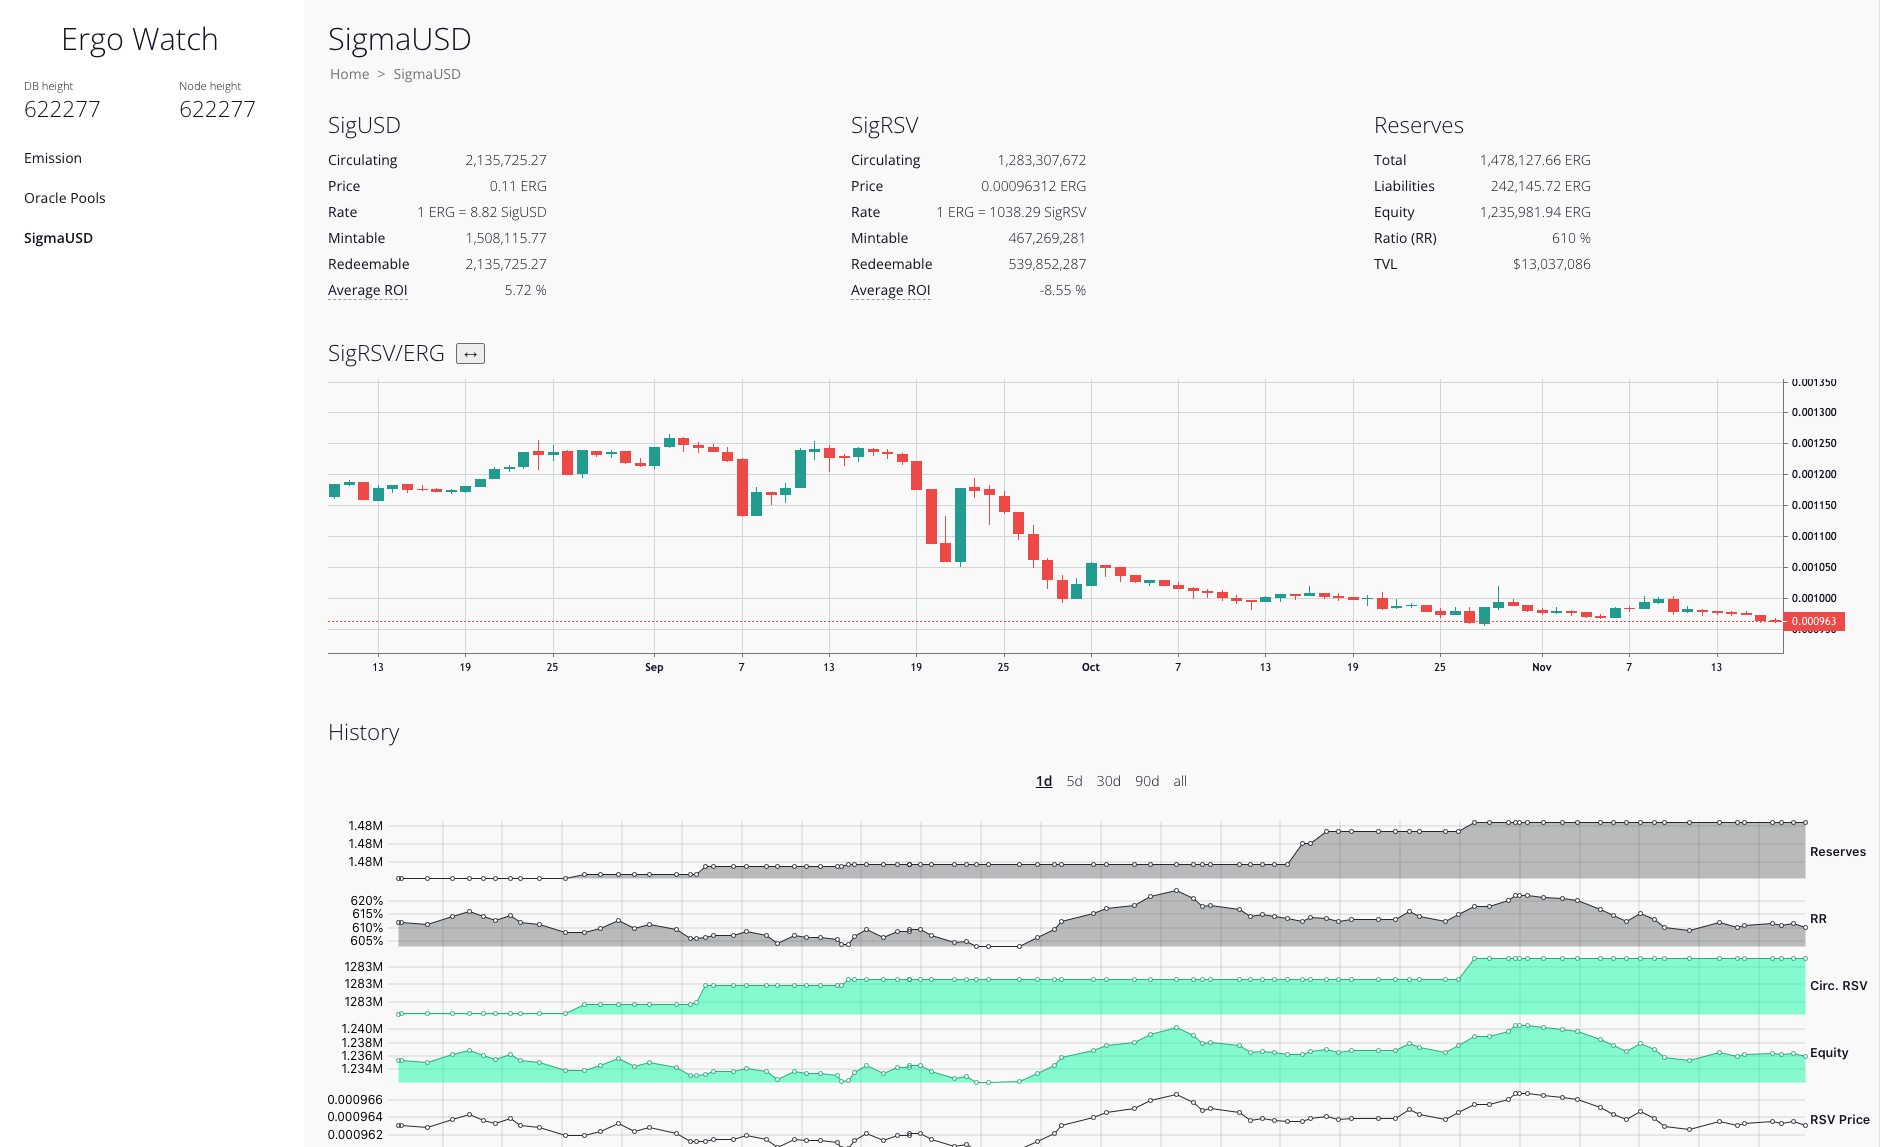 Ergo Watch
DB height
Node height
622277
622277
Emission
Oracle Pools
SigmaUSD
SigmaUSD
Home > SigmaUSD
SigUSD
Circulating 2,135,725.27
Price 0.11 ERG
Rate 1 ERG = 8.82 SigUSD
Mintable 1,508,115.77
Redeemable 2,135,725.27
Average ROI 5.72 %
SigRSV
Circulating 1,283,307,672
Price 0.00096312 ERG
Rate 1 ERG = 1038.29 SigRSV
Mintable 467,269,281
Redeemable 539,852,287
Average ROI -8.55 %
Reserves
Total 1,478,127.66 ERG
Liabilities 242,145.72 ERG
Equity 1,235,981.94 ERG
Ratio (RR) 610 %
TVL $13,037,086
SigRSV/ERG ↔
0.001350
0.001300
0.001250
0.001200
0.001150
0.001100
0.001050
0.001000
0.000963
13 19 25 Sep 7 13 19 25 Oct 7 13 19 25 Nov 7 13
History
1d 5d 30d 90d all
1.48M
1.48M
1.48M
Reserves
620%
615%
610%
605%
RR
1283M
1283M
1283M
Circ. RSV
1.240M
1.238M
1.236M
1.234M
Equity
0.000966
0.000964
0.000962
RSV Price